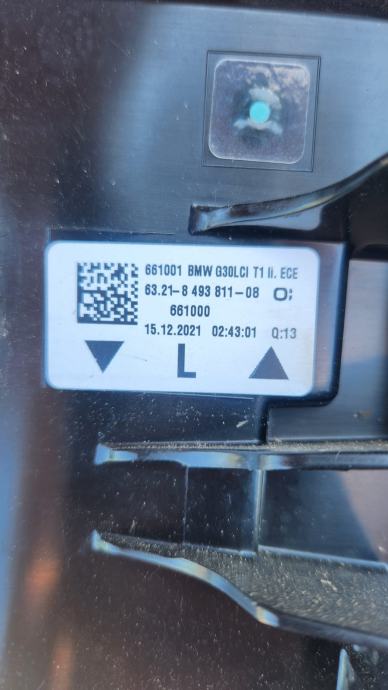 661001 BMW G30LCI T1 li. ECE
63.21-8 493 811-08
661000
15.12.2021 02:43:01 Q:13
L